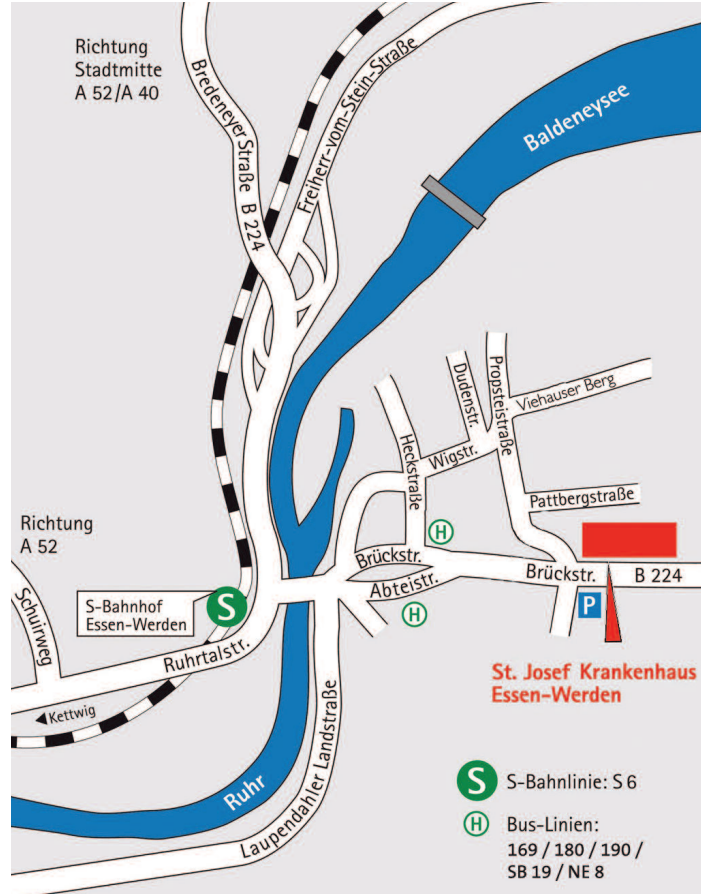 Richtung
Stadtmitte
A 52/A 40
Bredeneyer
Straße B 224
Freiherr-vom-Stein-Straße
Baldeneysee
Propsteistraße
Dudenstr.
Viehauser Berg
Heckstraße
Wigstr.
Pattbergstraße
Richtung
A 52
H
Brückstr.
Brückstr.
B 224
Abteistr.
H
P
S-Bahnhof
Essen-Werden
S
Schuirweg
Ruhrtalstr.
Kettwig
St. Josef Krankenhaus
Essen-Werden
Laupendahler Landstraße
Ruhr
S S-Bahnlinie: S 6
H Bus-Linien:
169 / 180 / 190 /
SB 19 / NE 8